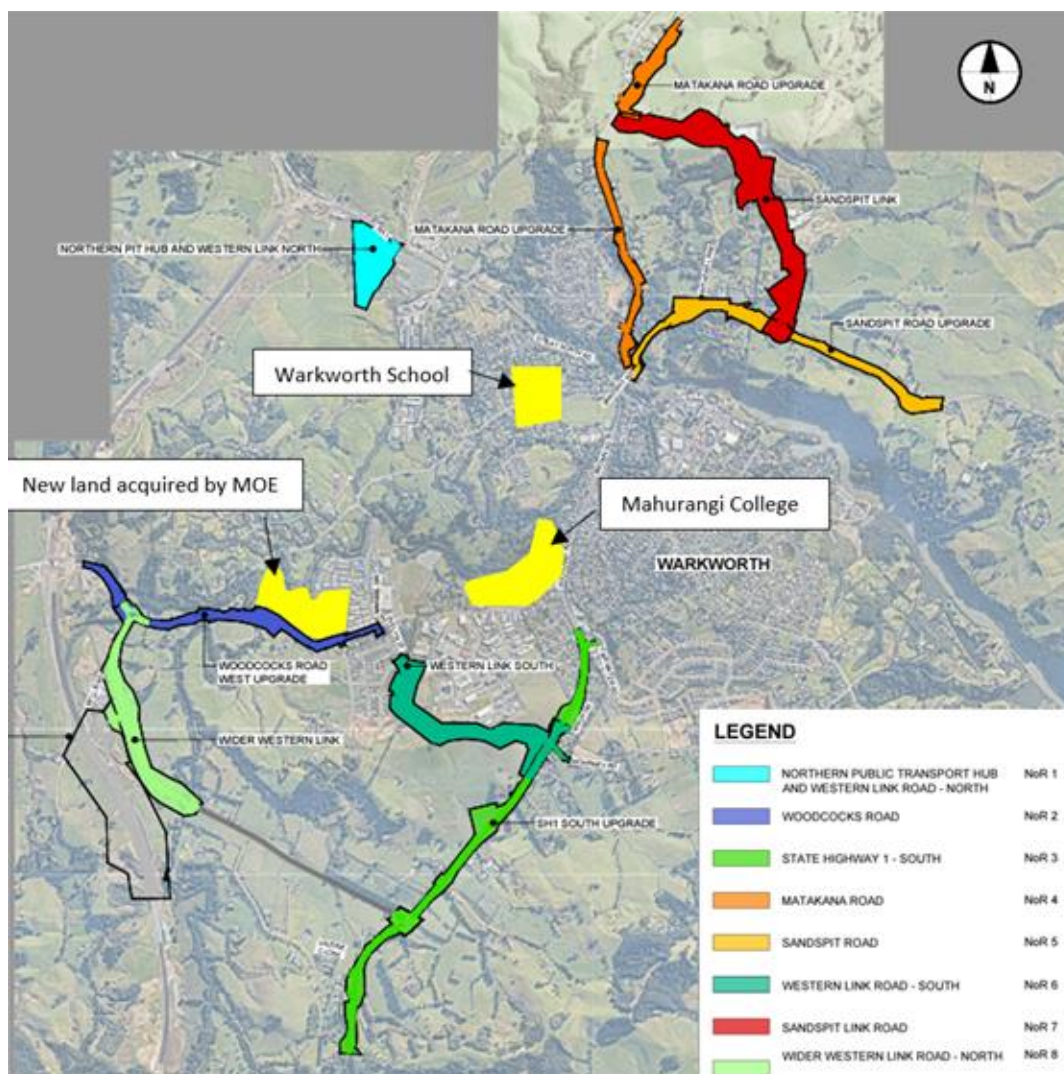 N
MATAKANA ROAD UPGRADE
SANDSPIT LINK
MATAKANA ROAD UPGRADE
NORTHERN PIT HUB AND WESTERN LINK NORTH
SANDSPIT ROAD UPGRADE
Warkworth School
New land acquired by MOE
Mahurangi College
WARKWORTH
WOODCOCKS ROAD
WEST UPGRADE
WESTERN LINK SOUTH
WIDER WESTERN LINK
SH1 SOUTH UPGRADE
LEGEND
NORTHERN PUBLIC TRANSPORT HUB NoR 1
AND WESTERN LINK ROAD - NORTH
WOODCOCKS ROAD NoR 2
STATE HIGHWAY 1 - SOUTH NoR 3
MATAKANA ROAD NoR 4
SANDSPIT ROAD NoR 5
WESTERN LINK ROAD - SOUTH NoR 6
SANDSPIT LINK ROAD NoR 7
WIDER WESTERN LINK ROAD - NORTH NoR 8